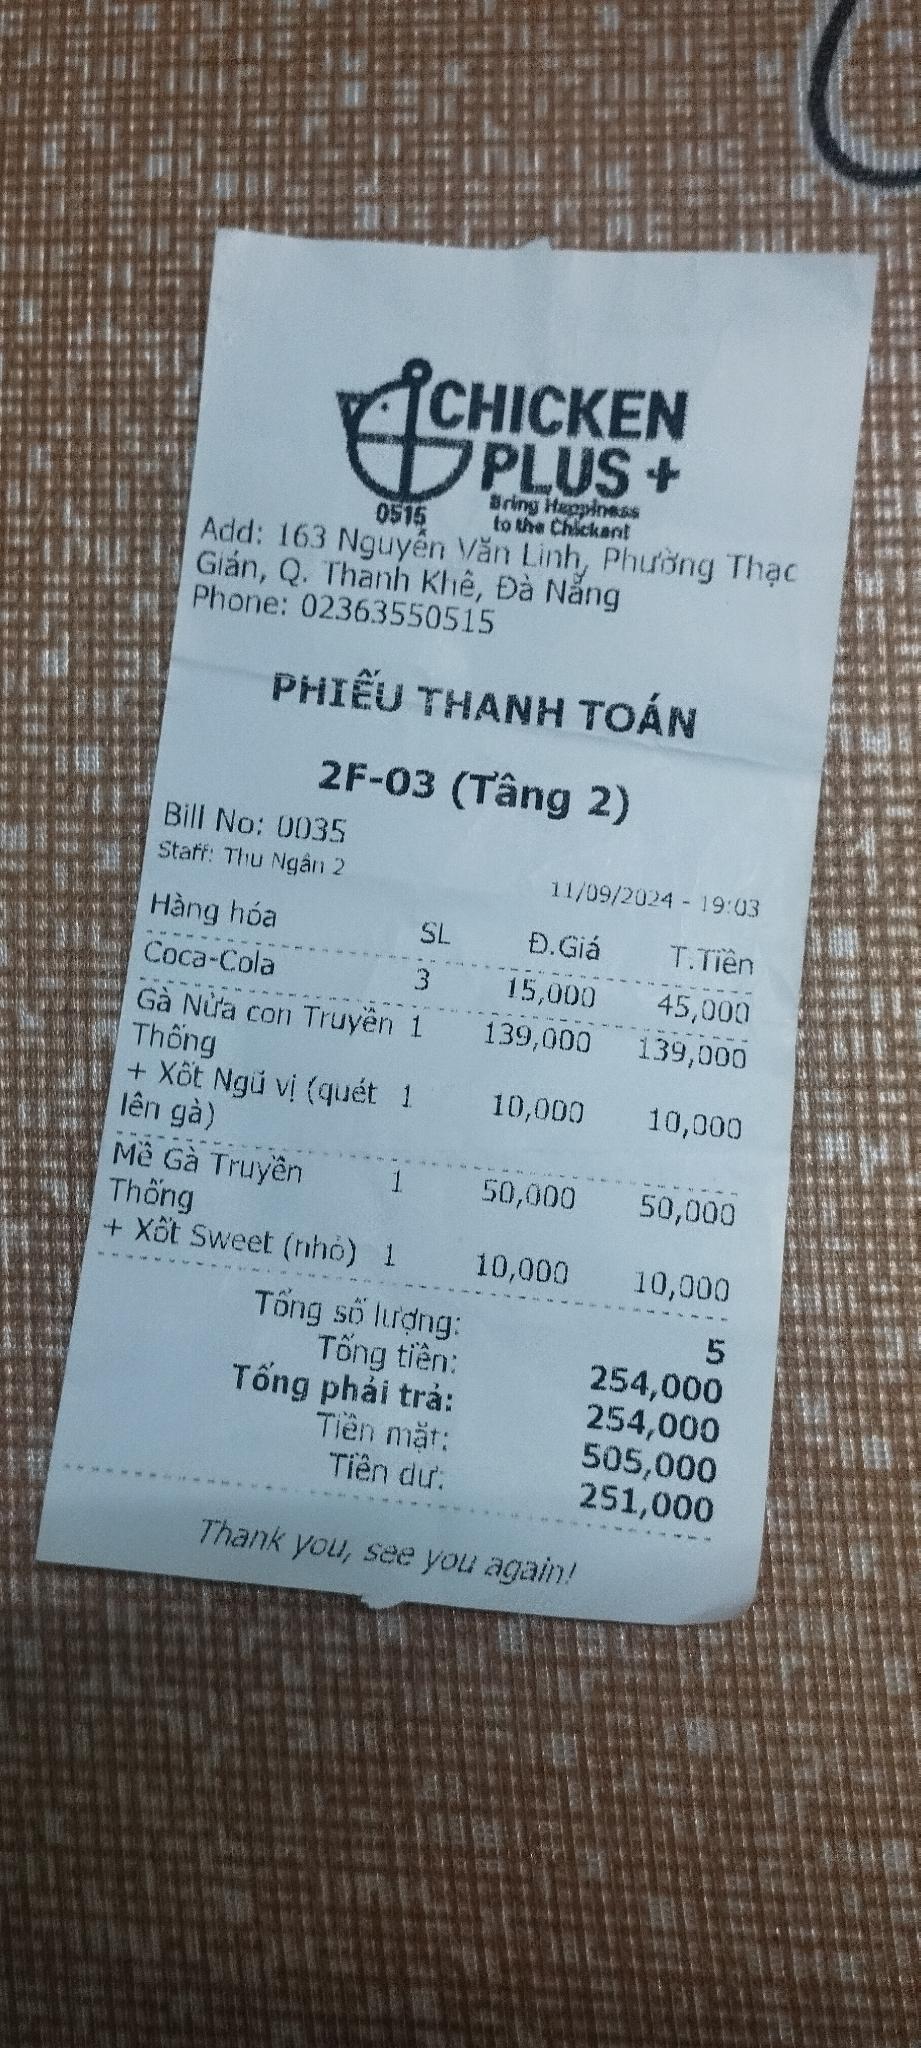 CHICKEN
PLUS +
0515
Bring Happiness
to the Chickent
Add: 163 Nguyễn Văn Linh, Phường Thạc
Gián, Q. Thanh Khê, Đà Nẵng
Phone: 02363550515
PHIẾU THANH TOÁN
2F-03 (Tầng 2)
Bill No: 0035
Staff: Thu Ngân 2
11/09/2024 - 19:03
Hàng hóa SL Đ.Giá T.Tiền
Coca-Cola 3 15,000 45,000
Gà Nửa con Truyền 1 139,000 139,000
Thống
+ Xốt Ngũ vị (quét 1 10,000 10,000
lên gà)
Mề Gà Truyền 1 50,000 50,000
Thống
+ Xốt Sweet (nhỏ) 1 10,000 10,000
Tổng số lượng: 5
Tổng tiền: 254,000
Tổng phải trả: 254,000
Tiền mặt: 505,000
Tiền dư: 251,000
Thank you, see you again!